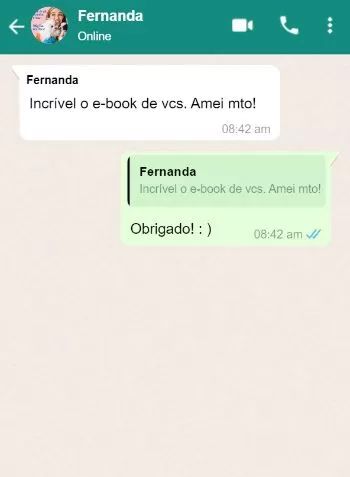 Fernanda
Online
Fernanda
Incrível o e-book de vcs. Amei mto!
08:42 am
Fernanda
Incrível o e-book de vcs. Amei mto!
Obrigado! : )
08:42 am